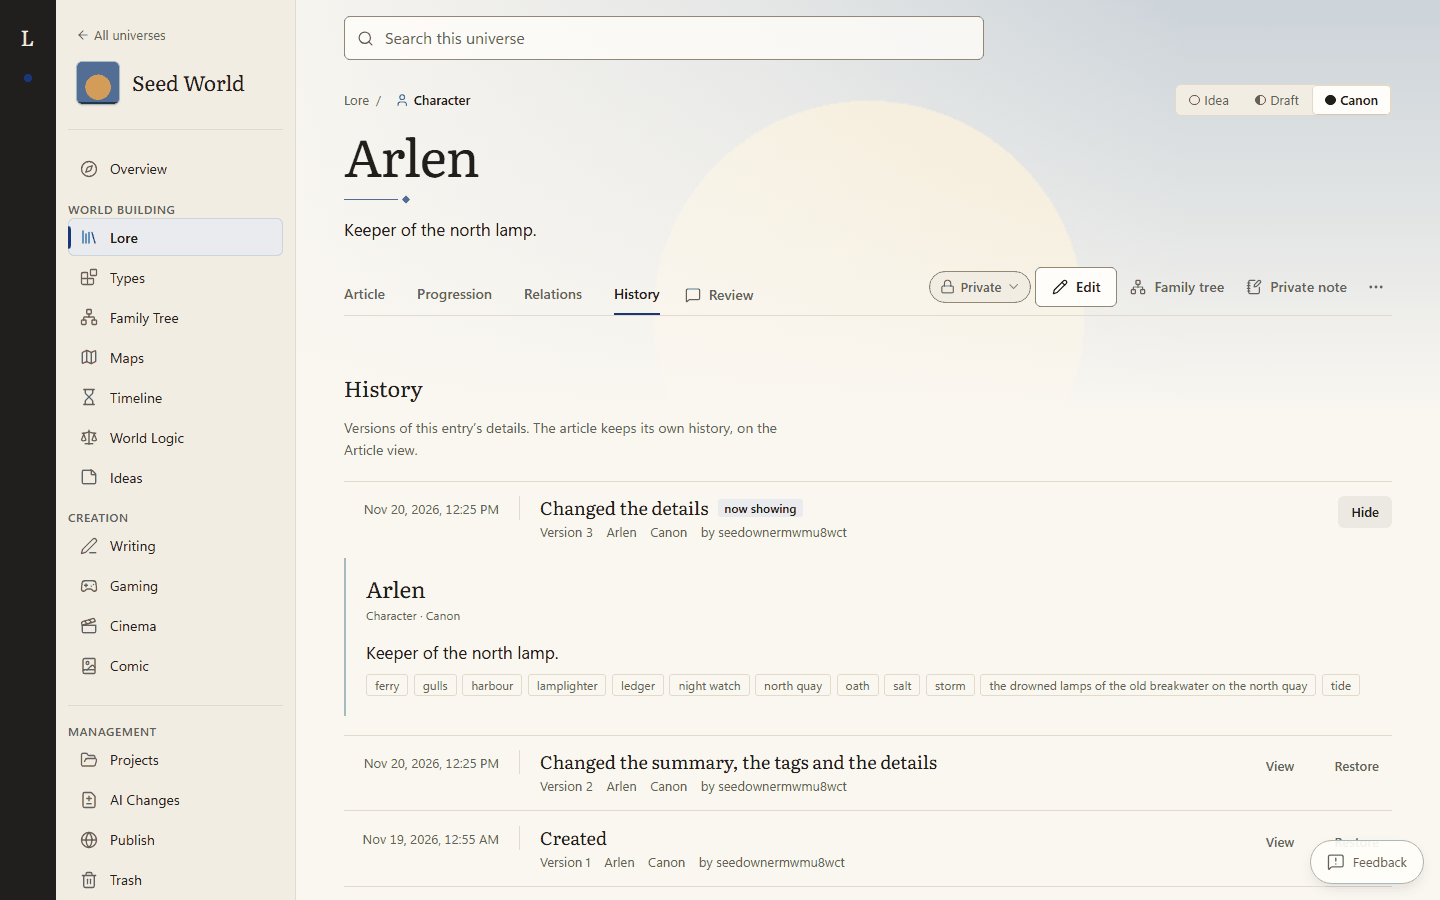 L
All universes
Seed World
Overview
WORLD BUILDING
Lore
Types
Family Tree
Maps
Timeline
World Logic
Ideas
CREATION
Writing
Gaming
Cinema
Comic
MANAGEMENT
Projects
AI Changes
Publish
Trash
Search this universe
Lore / Character
Idea Draft Canon
Arlen
Keeper of the north lamp.
Article Progression Relations History Review
Private Edit Family tree Private note
History
Versions of this entry’s details. The article keeps its own history, on the
Article view.
Nov 20, 2026, 12:25 PM Changed the details now showing Hide
Version 3 Arlen Canon by seedownermwmu8wct
Arlen
Character · Canon
Keeper of the north lamp.
ferry gulls harbour lamplighter ledger night watch north quay oath salt storm the drowned lamps of the old breakwater on the north quay tide
Nov 20, 2026, 12:25 PM Changed the summary, the tags and the details View Restore
Version 2 Arlen Canon by seedownermwmu8wct
Nov 19, 2026, 12:55 AM Created View Restore
Version 1 Arlen Canon by seedownermwmu8wct
Feedback